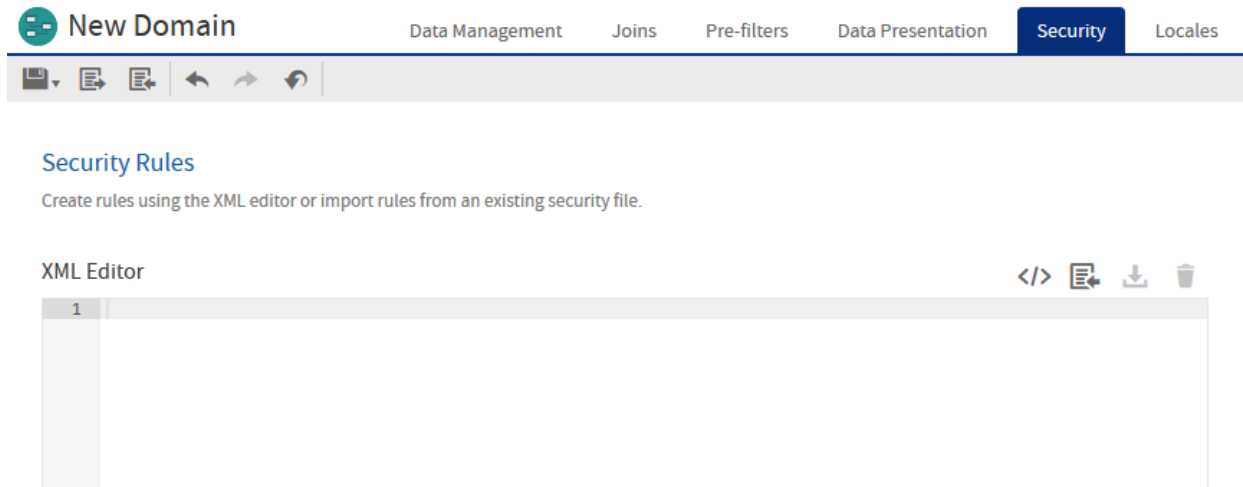 New Domain
Data Management Joins Pre-filters Data Presentation Security Locales
Security Rules
Create rules using the XML editor or import rules from an existing security file.
XML Editor
</>
1